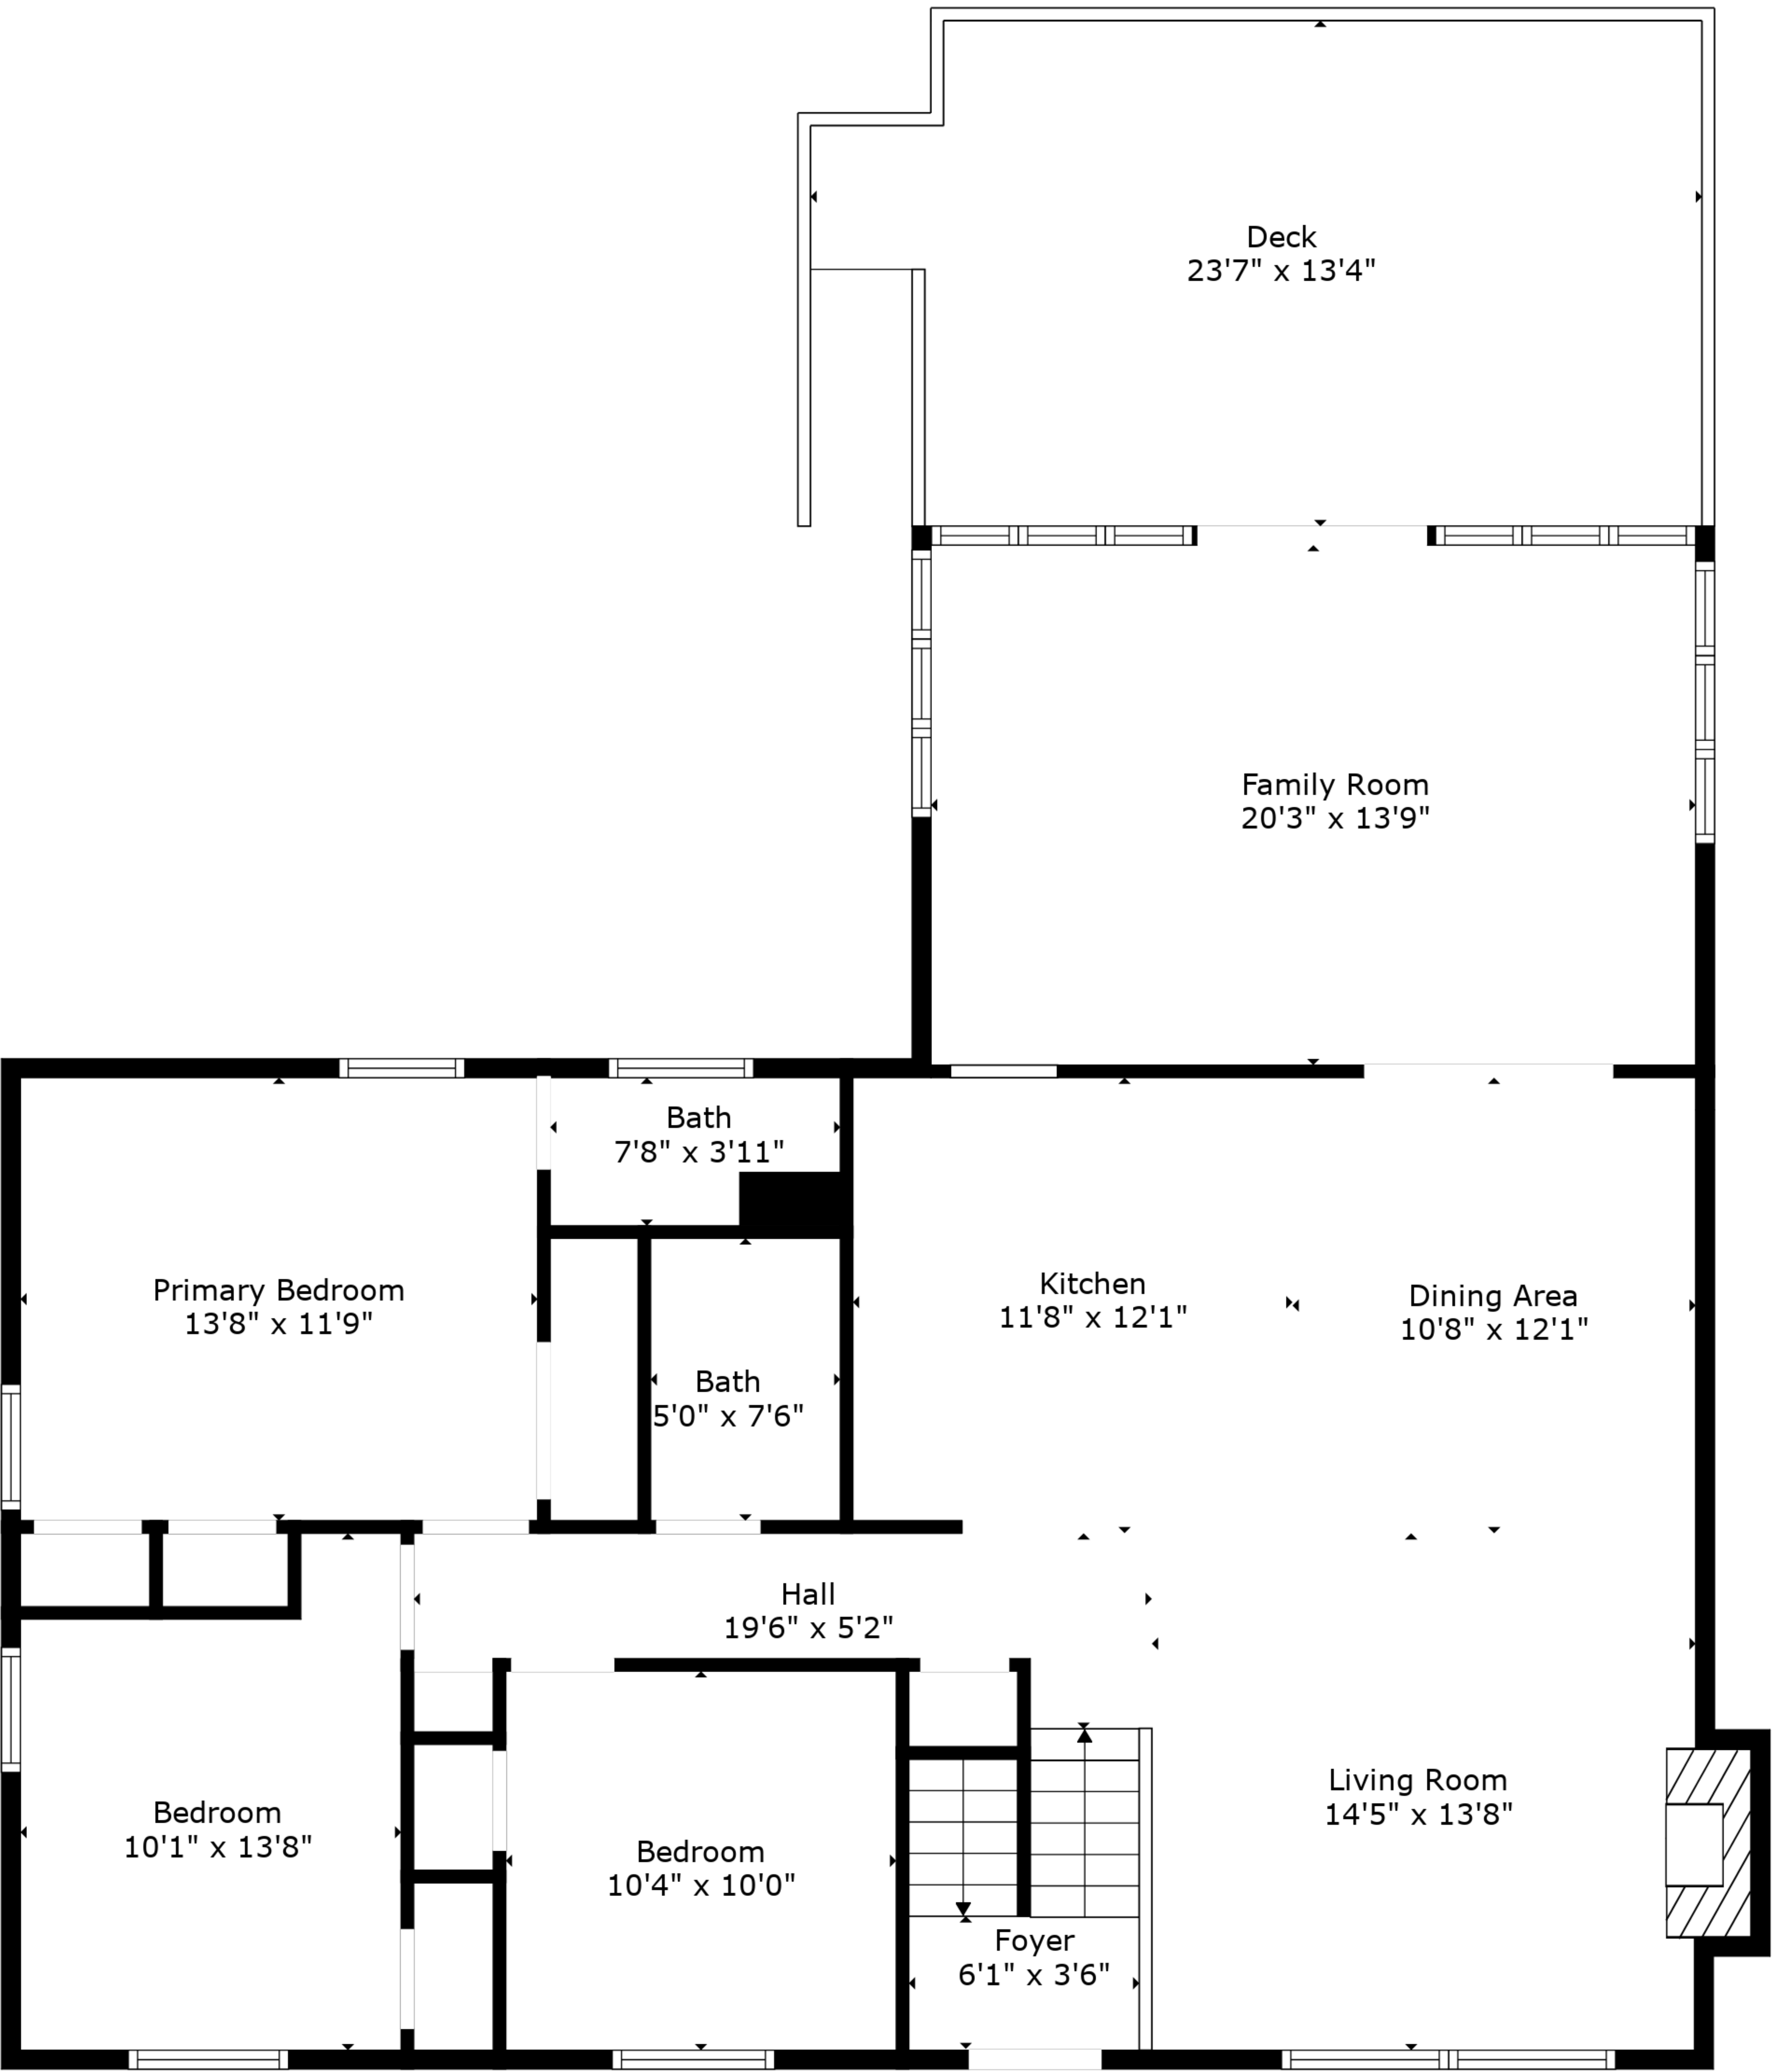 Deck
23'7" x 13'4"
Family Room
20'3" x 13'9"
Bath
7'8" x 3'11"
Primary Bedroom
13'8" x 11'9"
Kitchen
11'8" x 12'1"
Dining Area
10'8" x 12'1"
Bath
5'0" x 7'6"
Hall
19'6" x 5'2"
Living Room
14'5" x 13'8"
Bedroom
10'1" x 13'8"
Bedroom
10'4" x 10'0"
Foyer
6'1" x 3'6"